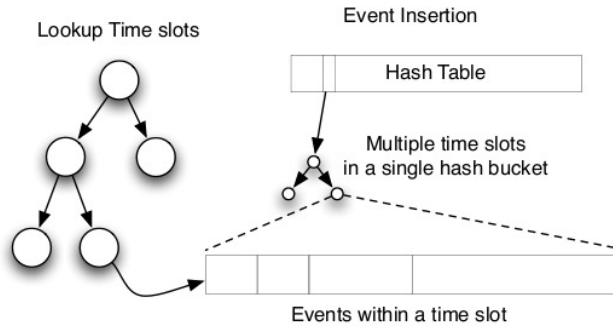 Lookup Time slots
Event Insertion
Hash Table
Multiple time slots
in a single hash bucket
Events within a time slot